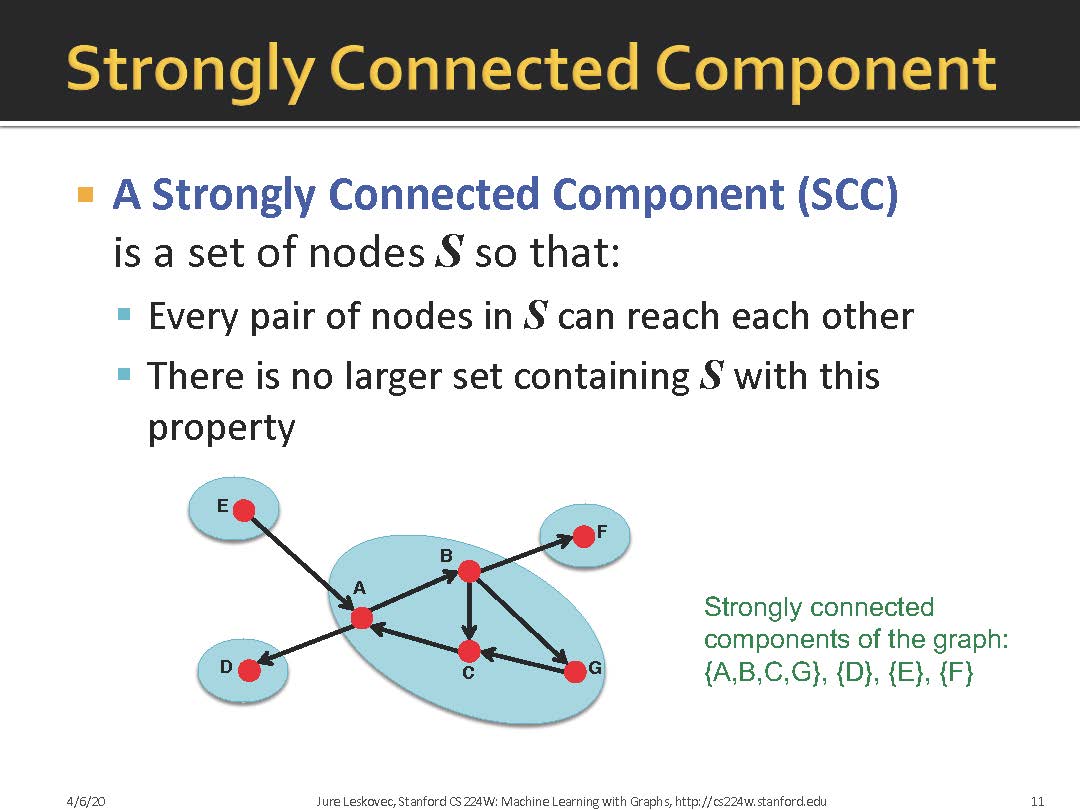 Strongly Connected Component
A Strongly Connected Component (SCC)
is a set of nodes S so that:
Every pair of nodes in S can reach each other
There is no larger set containing S with this
property
E
F
B
A
D
C
G
Strongly connected
components of the graph:
{A,B,C,G}, {D}, {E}, {F}
4/6/20
Jure Leskovec, Stanford CS224W: Machine Learning with Graphs, http://cs224w.stanford.edu
11